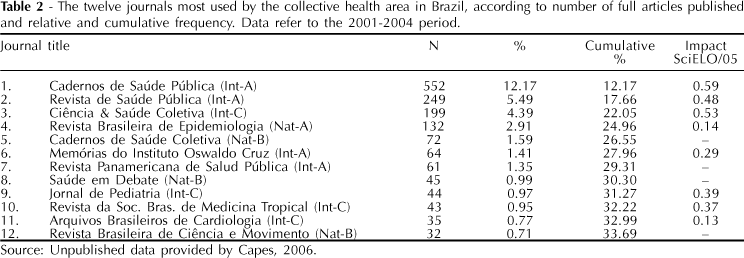 Table 2 - The twelve journals most used by the collective health area in Brazil, according to number of full articles published
and relative and cumulative frequency. Data refer to the 2001-2004 period.
Journal title N % Cumulative % Impact SciELO/05
1. Cadernos de Saúde Pública (Int-A) 552 12.17 12.17 0.59
2. Revista de Saúde Pública (Int-A) 249 5.49 17.66 0.48
3. Ciência & Saúde Coletiva (Int-C) 199 4.39 22.05 0.53
4. Revista Brasileira de Epidemiologia (Nat-A) 132 2.91 24.96 0.14
5. Cadernos de Saúde Coletiva (Nat-B) 72 1.59 26.55 –
6. Memórias do Instituto Oswaldo Cruz (Int-A) 64 1.41 27.96 0.29
7. Revista Panamericana de Salud Pública (Int-A) 61 1.35 29.31 –
8. Saúde em Debate (Nat-B) 45 0.99 30.30 –
9. Jornal de Pediatria (Int-C) 44 0.97 31.27 0.39
10. Revista da Soc. Bras. de Medicina Tropical (Int-C) 43 0.95 32.22 0.37
11. Arquivos Brasileiros de Cardiologia (Int-C) 35 0.77 32.99 0.13
12. Revista Brasileira de Ciência e Movimento (Nat-B) 32 0.71 33.69 –
Source: Unpublished data provided by Capes, 2006.